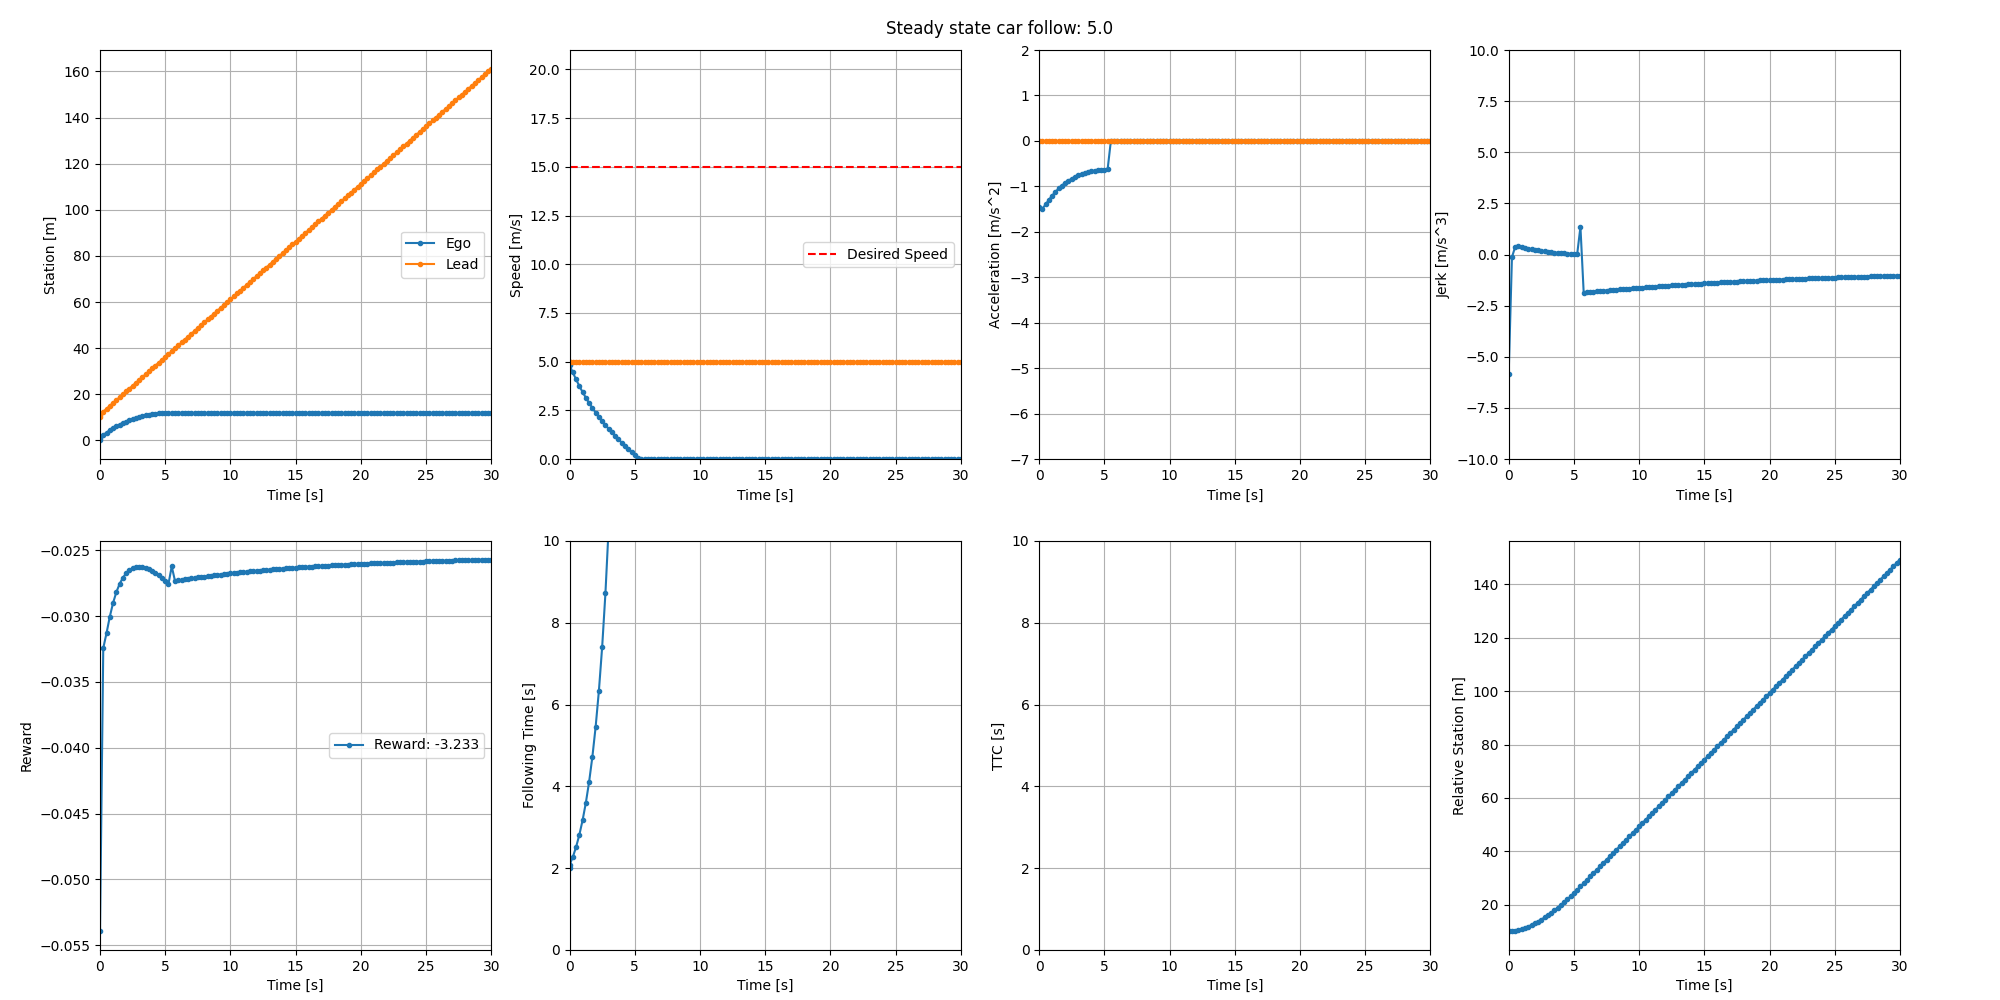 Steady state car follow: 5.0
Station [m]
160
140
120
100
80
60
40
20
0
Ego
Lead
0 5 10 15 20 25 30
Time [s]
Speed [m/s]
20.0
17.5
15.0
12.5
10.0
7.5
5.0
2.5
0.0
Desired Speed
0 5 10 15 20 25 30
Time [s]
Acceleration [m/s^2]
2
1
0
−1
−2
−3
−4
−5
−6
−7
0 5 10 15 20 25 30
Time [s]
Jerk [m/s^3]
10.0
7.5
5.0
2.5
0.0
−2.5
−5.0
−7.5
−10.0
0 5 10 15 20 25 30
Time [s]
Reward
−0.025
−0.030
−0.035
−0.040
−0.045
−0.050
−0.055
Reward: -3.233
0 5 10 15 20 25 30
Time [s]
Following Time [s]
10
8
6
4
2
0
0 5 10 15 20 25 30
Time [s]
TTC [s]
10
8
6
4
2
0
0 5 10 15 20 25 30
Time [s]
Relative Station [m]
140
120
100
80
60
40
20
0 5 10 15 20 25 30
Time [s]